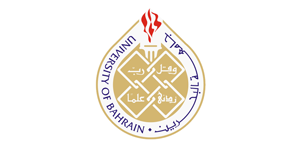 جامعة البحرين
وقل رب
زدني علما
UNIVERSITY OF BAHRAIN